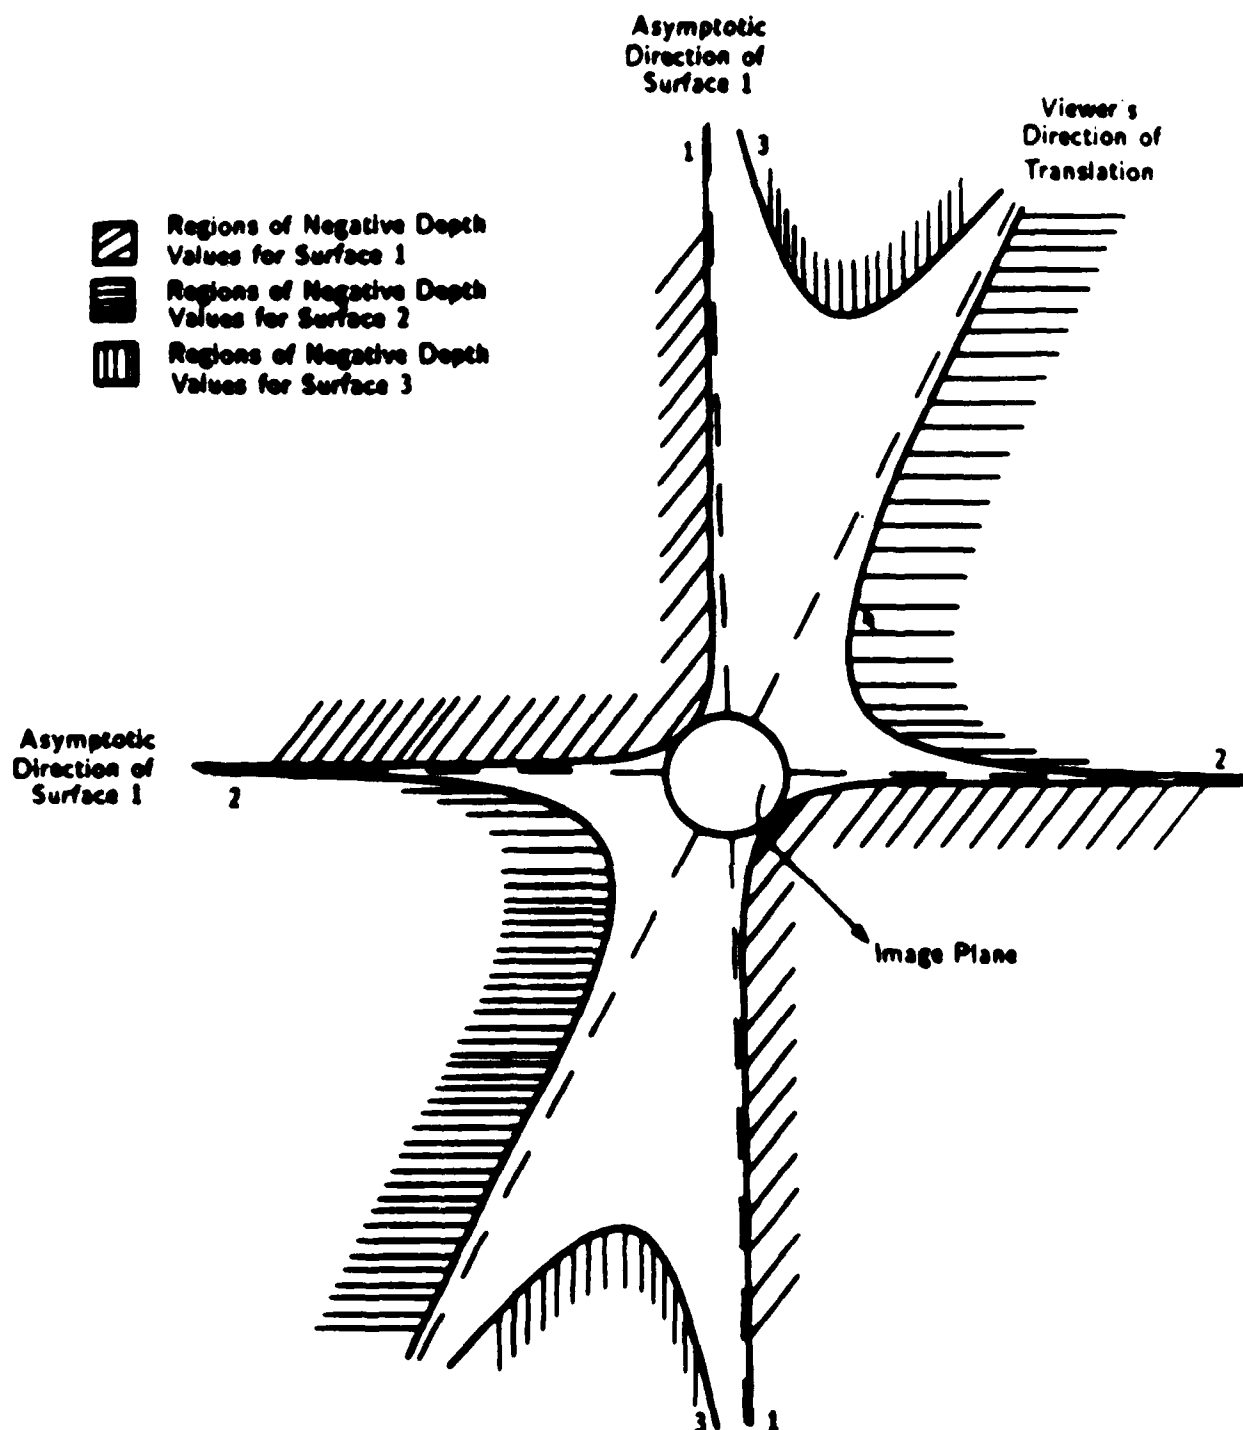 Asymptotic
Direction of
Surface 1
Viewer's
Direction of
Translation
1
3
Regions of Negative Depth
Values for Surface 1
Regions of Negative Depth
Values for Surface 2
Regions of Negative Depth
Values for Surface 3
Asymptotic
Direction of
Surface 1
2
2
Image Plane
3
1